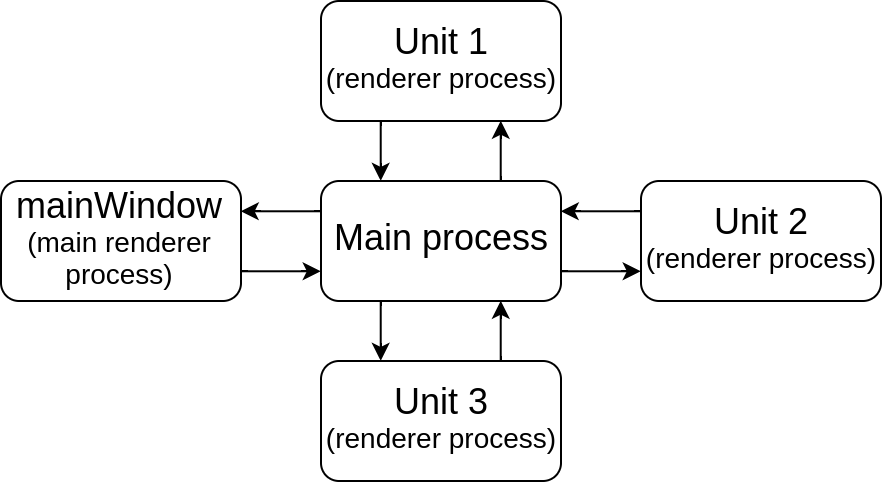 Unit 1
(renderer process)
mainWindow
(main renderer
process)
Main process
Unit 2
(renderer process)
Unit 3
(renderer process)